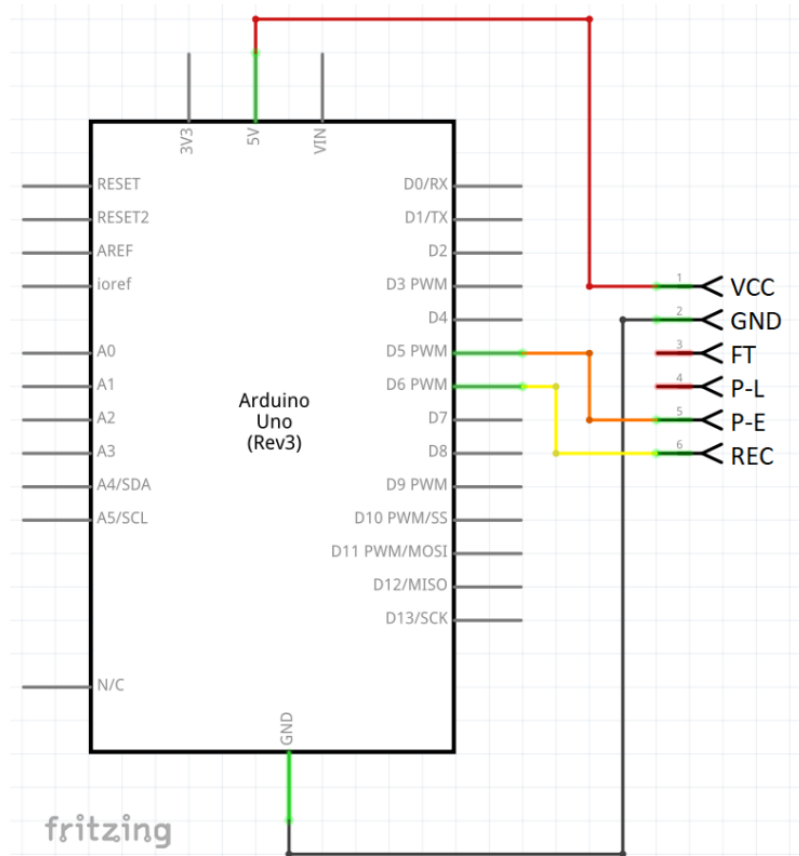 3V3
5V
VIN
RESET
RESET2
AREF
ioref
A0
A1
A2
A3
A4/SDA
A5/SCL
N/C
Arduino
Uno
(Rev3)
D0/RX
D1/TX
D2
D3 PWM
D4
D5 PWM
D6 PWM
D7
D8
D9 PWM
D10 PWM/SS
D11 PWM/MOSI
D12/MISO
D13/SCK
GND
1 VCC
2 GND
3 FT
4 P-L
5 P-E
6 REC
fritzing